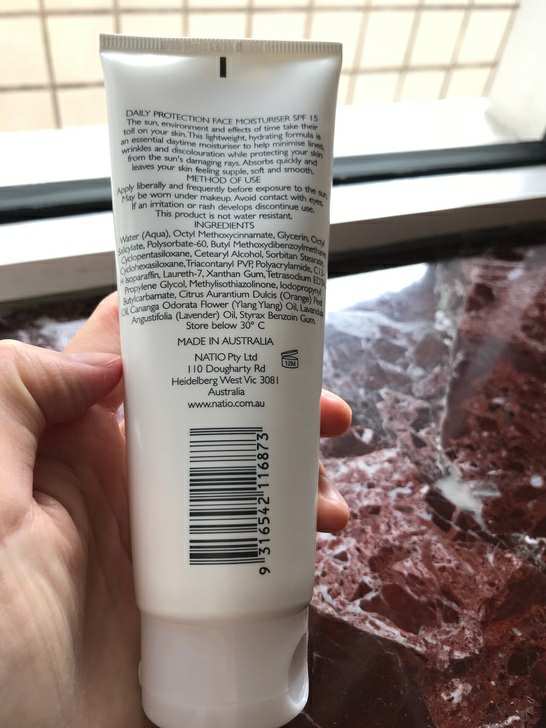 DAILY PROTECTION FACE MOISTURISER SPF 15
The sun, environment and effects of time take their
toll on your skin. This lightweight, hydrating formula is
an essential daytime moisturiser to help minimise lines,
wrinkles and discolouration while protecting your skin
from the sun's damaging rays. Absorbs quickly and
leaves your skin feeling supple, soft and smooth.
METHOD OF USE
Apply liberally and frequently before exposure to the sun.
May be worn under makeup. Avoid contact with eyes.
If an irritation or rash develops discontinue use.
This product is not water resistant.
INGREDIENTS
Water (Aqua), Octyl Methoxycinnamate, Glycerin, Octyl
Salicylate, Polysorbate-60, Butyl Methoxydibenzoylmethane,
Cyclopentasiloxane, Cetearyl Alcohol, Sorbitan Stearate,
Cyclohexasiloxane, Triacontanyl PVP, Polyacrylamide,
Isoparaffin, Laureth-7, Xanthan Gum, Tetrasodium
Propylene Glycol, Methylisothiazolinone, Iodopropynyl
Butylcarbamate, Citrus Aurantium Dulcis (Orange) Peel
Oil, Cananga Odorata Flower (Ylang Ylang) Oil, Lavandula
Angustifolia (Lavender) Oil, Styrax Benzoin Gum.
Store below 30° C
MADE IN AUSTRALIA
NATIO Pty Ltd
110 Dougharty Rd
Heidelberg West Vic 3081
Australia
www.natio.com.au
12M
9 316542 116873